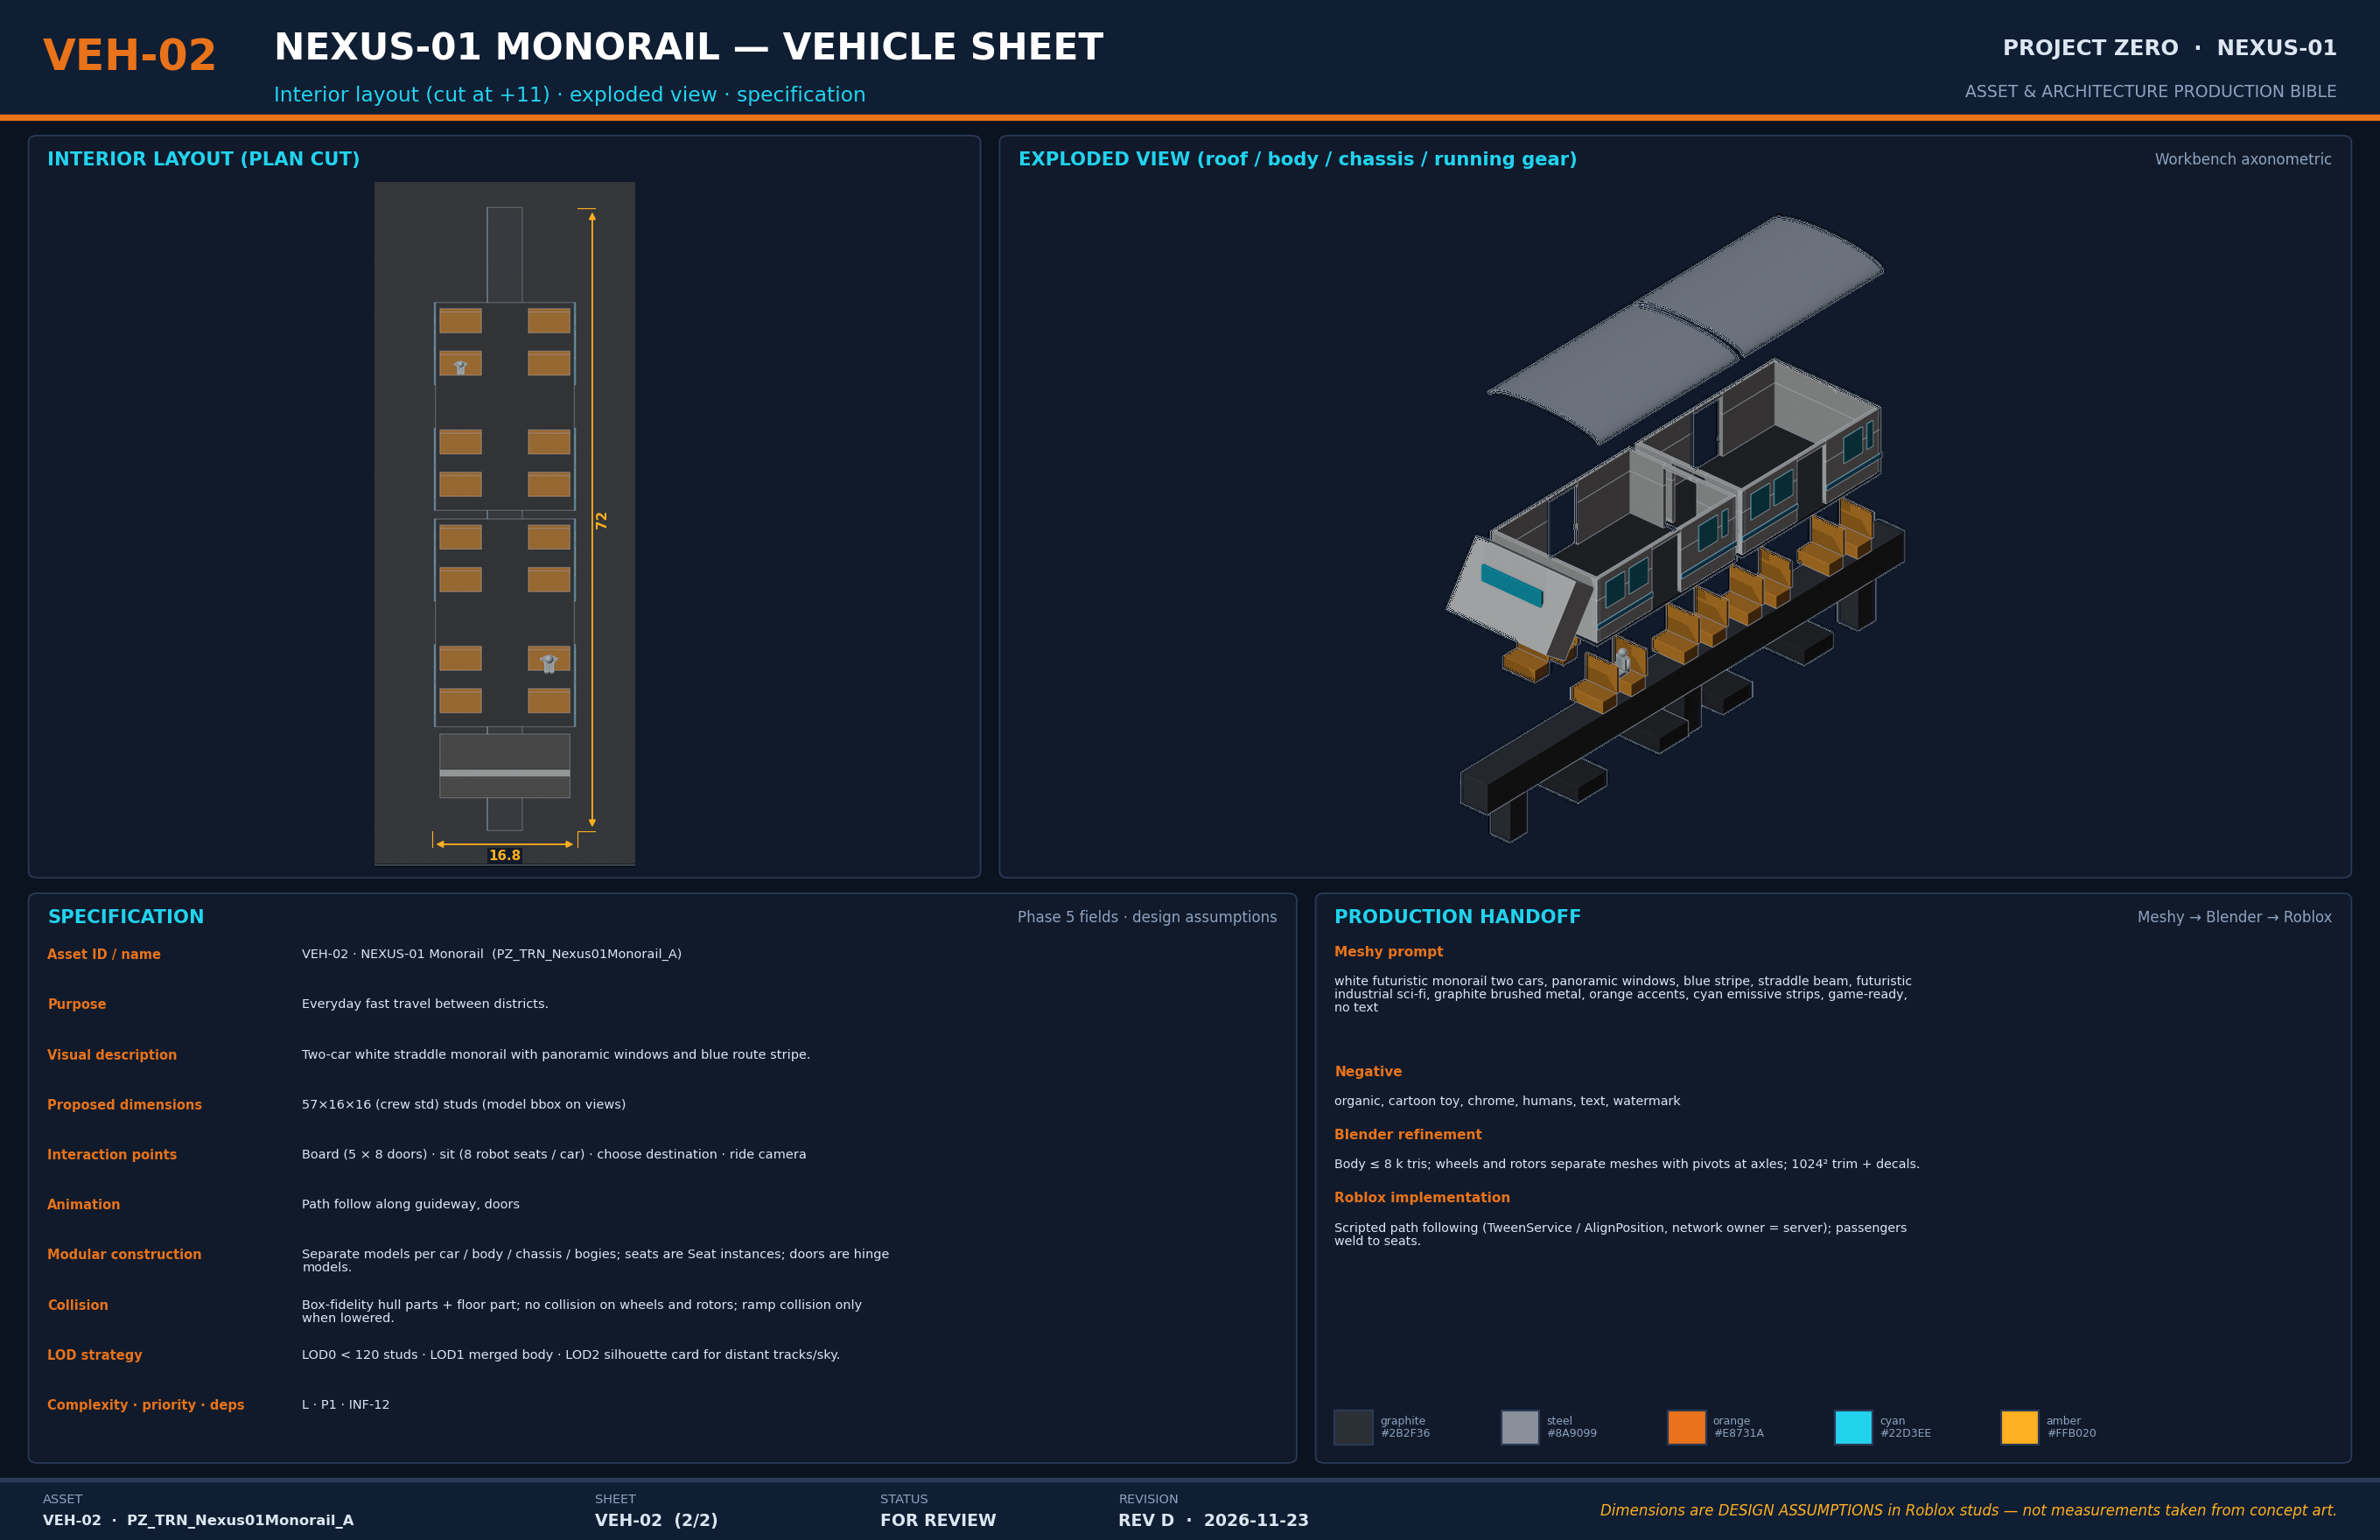 VEH-02
NEXUS-01 MONORAIL — VEHICLE SHEET
Interior layout (cut at +11) · exploded view · specification
PROJECT ZERO · NEXUS-01
ASSET & ARCHITECTURE PRODUCTION BIBLE
INTERIOR LAYOUT (PLAN CUT)
72
16.8
EXPLODED VIEW (roof / body / chassis / running gear)
Workbench axonometric
SPECIFICATION
Phase 5 fields · design assumptions
Asset ID / name
VEH-02 · NEXUS-01 Monorail (PZ_TRN_Nexus01Monorail_A)
Purpose
Everyday fast travel between districts.
Visual description
Two-car white straddle monorail with panoramic windows and blue route stripe.
Proposed dimensions
57×16×16 (crew std) studs (model bbox on views)
Interaction points
Board (5 × 8 doors) · sit (8 robot seats / car) · choose destination · ride camera
Animation
Path follow along guideway, doors
Modular construction
Separate models per car / body / chassis / bogies; seats are Seat instances; doors are hinge
models.
Collision
Box-fidelity hull parts + floor part; no collision on wheels and rotors; ramp collision only
when lowered.
LOD strategy
LOD0 < 120 studs · LOD1 merged body · LOD2 silhouette card for distant tracks/sky.
Complexity · priority · deps
L · P1 · INF-12
PRODUCTION HANDOFF
Meshy → Blender → Roblox
Meshy prompt
white futuristic monorail two cars, panoramic windows, blue stripe, straddle beam, futuristic
industrial sci-fi, graphite brushed metal, orange accents, cyan emissive strips, game-ready,
no text
Negative
organic, cartoon toy, chrome, humans, text, watermark
Blender refinement
Body ≤ 8 k tris; wheels and rotors separate meshes with pivots at axles; 1024² trim + decals.
Roblox implementation
Scripted path following (TweenService / AlignPosition, network owner = server); passengers
weld to seats.
graphite
#2B2F36
steel
#8A9099
orange
#E8731A
cyan
#22D3EE
amber
#FFB020
ASSET
VEH-02 · PZ_TRN_Nexus01Monorail_A
SHEET
VEH-02 (2/2)
STATUS
FOR REVIEW
REVISION
REV D · 2026-11-23
Dimensions are DESIGN ASSUMPTIONS in Roblox studs — not measurements taken from concept art.